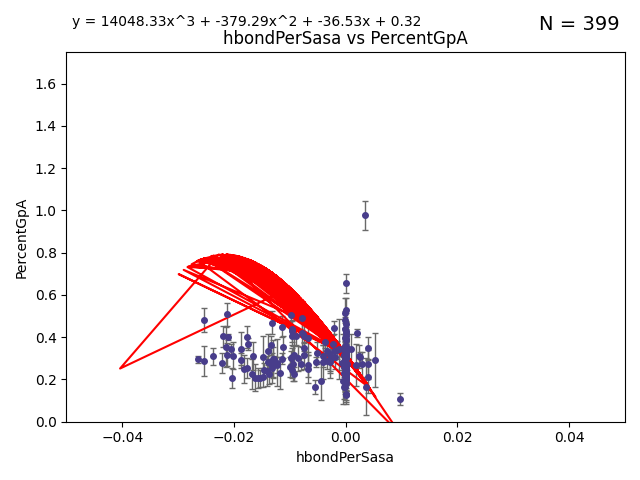 y = 14048.33x^3 + -379.29x^2 + -36.53x + 0.32
N = 399
hbondPerSasa vs PercentGpA
PercentGpA
1.6
1.4
1.2
1.0
0.8
0.6
0.4
0.2
0.0
−0.04
−0.02
0.00
0.02
0.04
hbondPerSasa